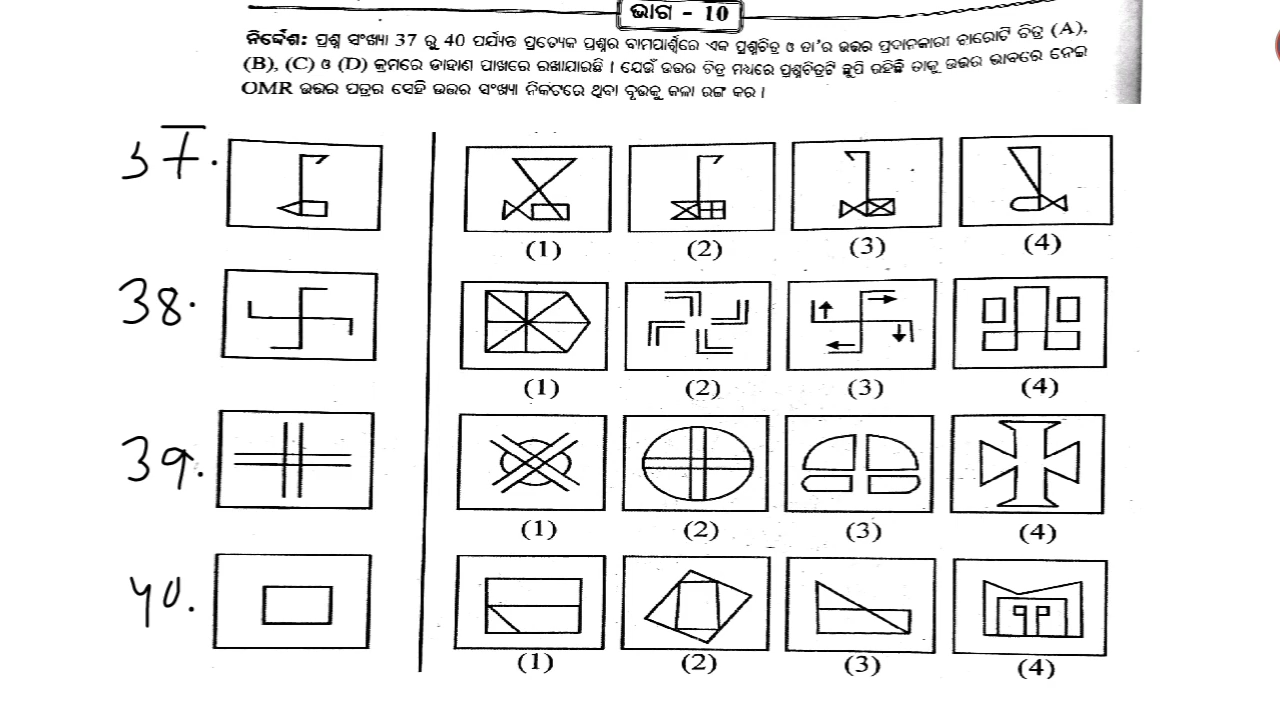 ଭାଗ - 10
ନିର୍ଦ୍ଦେଶ: ପ୍ରଶ୍ନ ସଂଖ୍ୟା 37 ରୁ 40 ପର୍ଯ୍ୟନ୍ତ ପ୍ରତ୍ୟେକ ପ୍ରଶ୍ନର ବାମପାର୍ଶ୍ୱରେ ଏକ ପ୍ରଶ୍ନଚିତ୍ର ଓ ତା'ର ଉତ୍ତର ପ୍ରଦାନକାରୀ ଚାରୋଟି ଚିତ୍ର (A),
(B), (C) ଓ (D) କ୍ରମରେ ଡାହାଣ ପାଖରେ ରଖାଯାଇଛି । ଯେଉଁ ଉତ୍ତର ଚିତ୍ର ମଧ୍ୟରେ ପ୍ରଶ୍ନଚିତ୍ରଟି ଛୁପି ରହିଛି ତାକୁ ଉତ୍ତର ଭାବରେ ନେଇ
OMR ଉତ୍ତର ପତ୍ରର ସେହି ଉତ୍ତର ସଂଖ୍ୟା ନିକଟରେ ଥିବା ବୃତ୍ତକୁ କଳା ରଙ୍ଗ କର ।
37.
(1) (2) (3) (4)
38.
(1) (2) (3) (4)
39.
(1) (2) (3) (4)
40.
(1) (2) (3) (4)